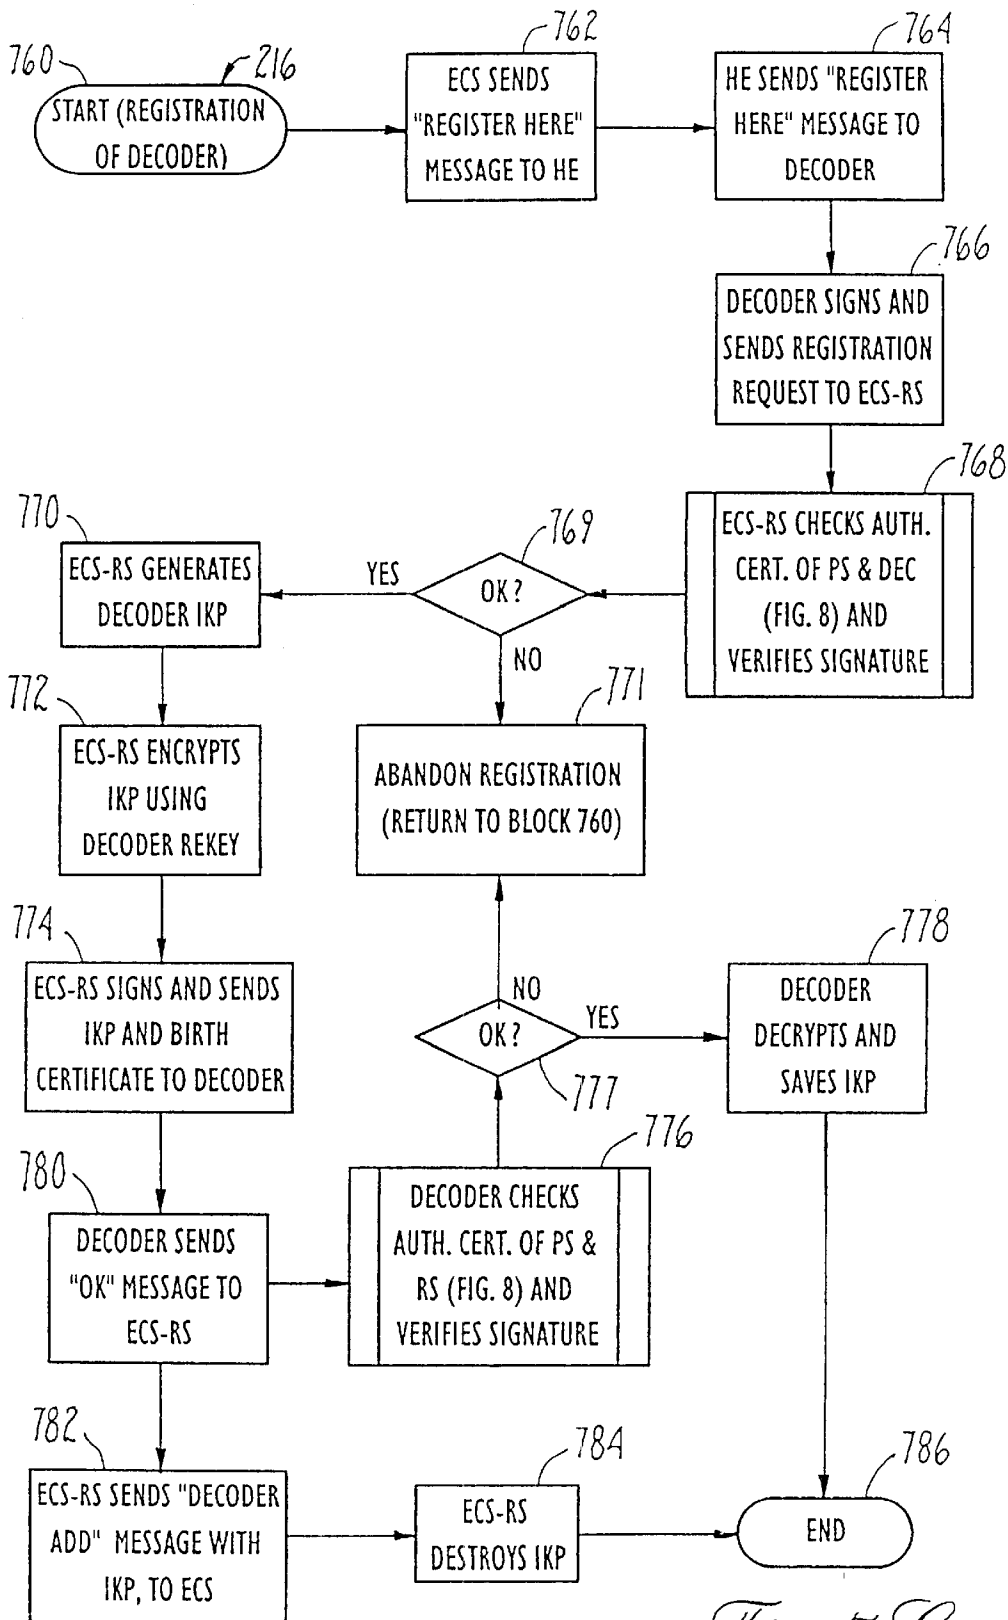 760
216
START (REGISTRATION
OF DECODER)
762
ECS SENDS
"REGISTER HERE"
MESSAGE TO HE
764
HE SENDS "REGISTER
HERE" MESSAGE TO
DECODER
766
DECODER SIGNS AND
SENDS REGISTRATION
REQUEST TO ECS-RS
768
ECS-RS CHECKS AUTH.
CERT. OF PS & DEC
(FIG. 8) AND
VERIFIES SIGNATURE
769
OK?
YES
NO
770
ECS-RS GENERATES
DECODER IKP
771
ABANDON REGISTRATION
(RETURN TO BLOCK 760)
772
ECS-RS ENCRYPTS
IKP USING
DECODER REKEY
774
ECS-RS SIGNS AND SENDS
IKP AND BIRTH
CERTIFICATE TO DECODER
NO
OK?
YES
777
778
DECODER
DECRYPTS AND
SAVES IKP
780
DECODER SENDS
"OK" MESSAGE TO
ECS-RS
776
DECODER CHECKS
AUTH. CERT. OF PS &
RS (FIG. 8) AND
VERIFIES SIGNATURE
782
ECS-RS SENDS "DECODER
ADD" MESSAGE WITH
IKP, TO ECS
784
ECS-RS
DESTROYS IKP
786
END